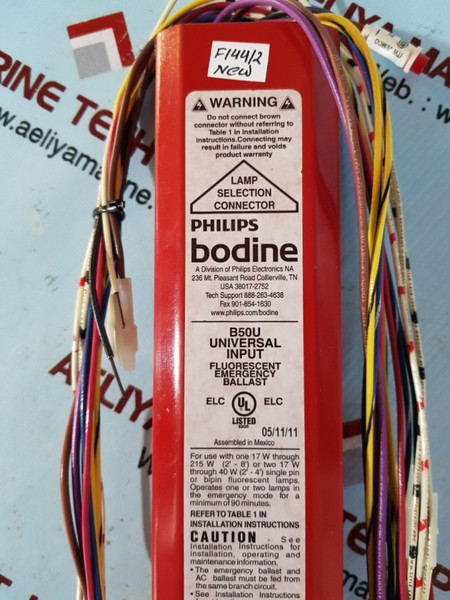 F144/2
New
WARNING
Do not connect brown
connector without referring to
Table 1 in installation
instructions.Connecting may
result in failure and voids
product warranty
LAMP
SELECTION
CONNECTOR
PHILIPS
bodine
A Division of Philips Electronics NA
236 Mt. Pleasant Road Collierville, TN
USA 38017-2752
Tech Support 888-263-4638
Fax 901-854-1630
www.philips.com/bodine
B50U
UNIVERSAL
INPUT
FLUORESCENT
EMERGENCY
BALLAST
ELC UL ELC
LISTED
05/11/11
Assembled in Mexico
For use with one 17 W through
215 W (2' - 8') or two 17 W
through 40 W (2'-4') single pin
or bipin fluorescent lamps.
Operates one or two lamps in
the emergency mode for a
minimum of 90 minutes.
REFER TO TABLE 1 IN
INSTALLATION INSTRUCTIONS
CAUTION - See
Installation Instructions for
installation, operating and
maintenance information.
• The emergency ballast and
AC ballast must be fed from
the same branch circuit.
• See Installation Instructions